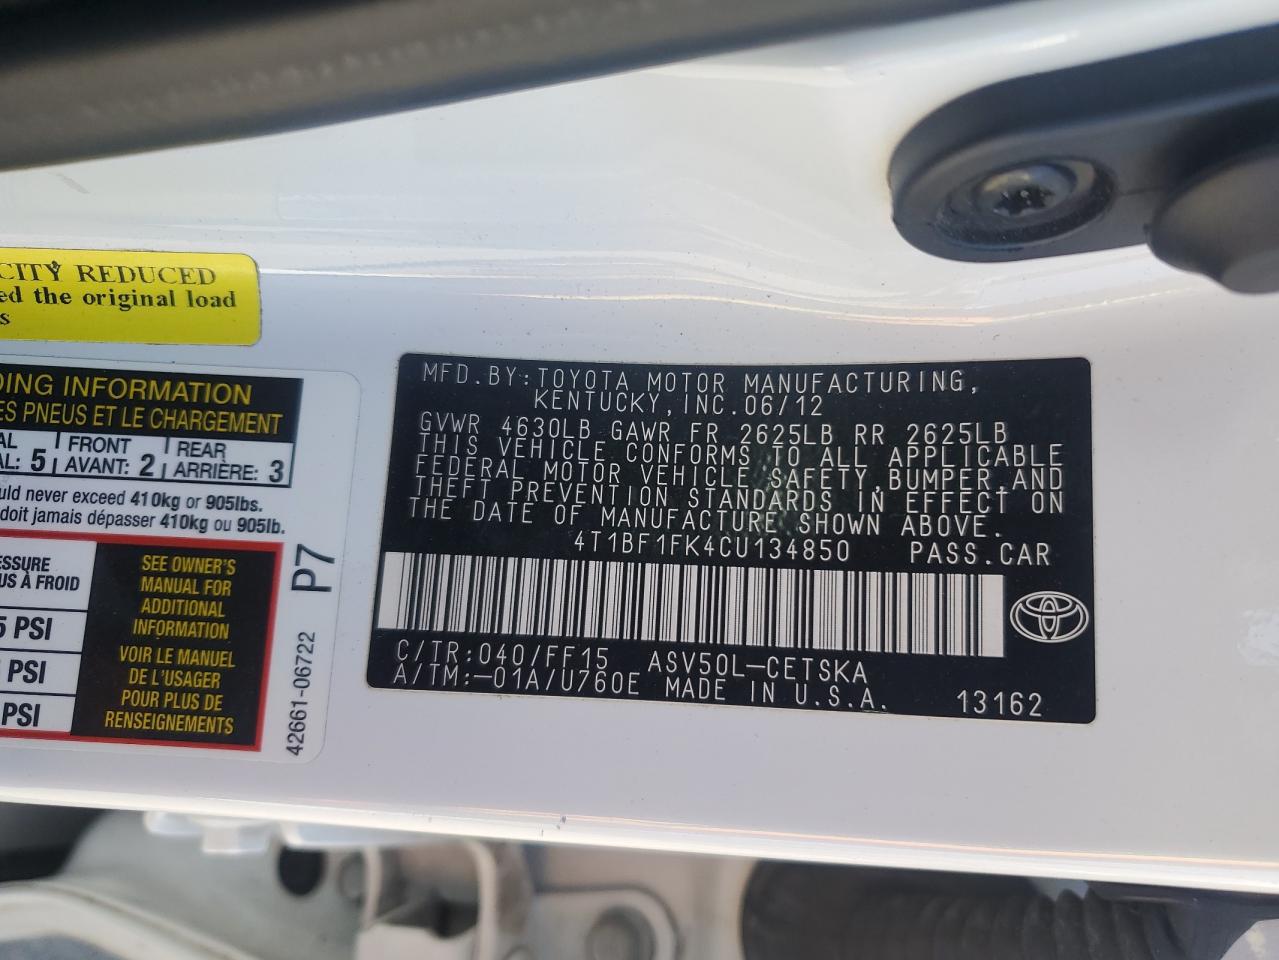 CITY REDUCED
ed the original load
s
DING INFORMATION
ES PNEUS ET LE CHARGEMENT
AL FRONT REAR
AL: 5 AVANT: 2 ARRIÈRE: 3
uld never exceed 410kg or 905lbs.
doit jamais dépasser 410kg ou 905lb.
ESSURE
US À FROID
5 PSI
PSI
PSI
SEE OWNER'S
MANUAL FOR
ADDITIONAL
INFORMATION
VOIR LE MANUEL
DE L'USAGER
POUR PLUS DE
RENSEIGNEMENTS
42661-06722 P7
MFD.BY:TOYOTA MOTOR MANUFACTURING,
KENTUCKY,INC.06/12
GVWR 4630LB GAWR FR 2625LB RR 2625LB
THIS VEHICLE CONFORMS TO ALL APPLICABLE
FEDERAL MOTOR VEHICLE SAFETY,BUMPER,AND
THEFT PREVENTION STANDARDS IN EFFECT ON
THE DATE OF MANUFACTURE SHOWN ABOVE.
4T1BF1FK4CU134850 PASS.CAR
C/TR:040/FF15 ASV50L-CETSKA
A/TM:-01A/U760E MADE IN U.S.A. 13162